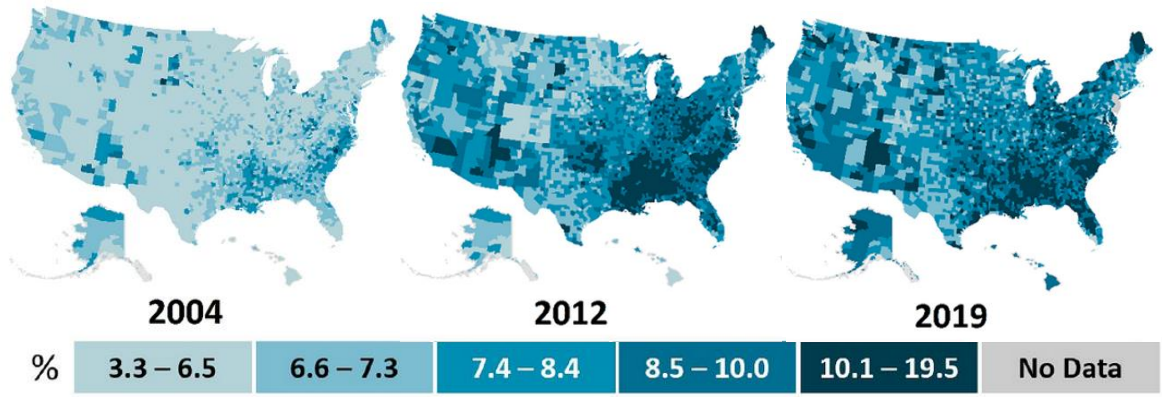 2004 2012 2019
% 3.3 – 6.5 6.6 – 7.3 7.4 – 8.4 8.5 – 10.0 10.1 – 19.5 No Data